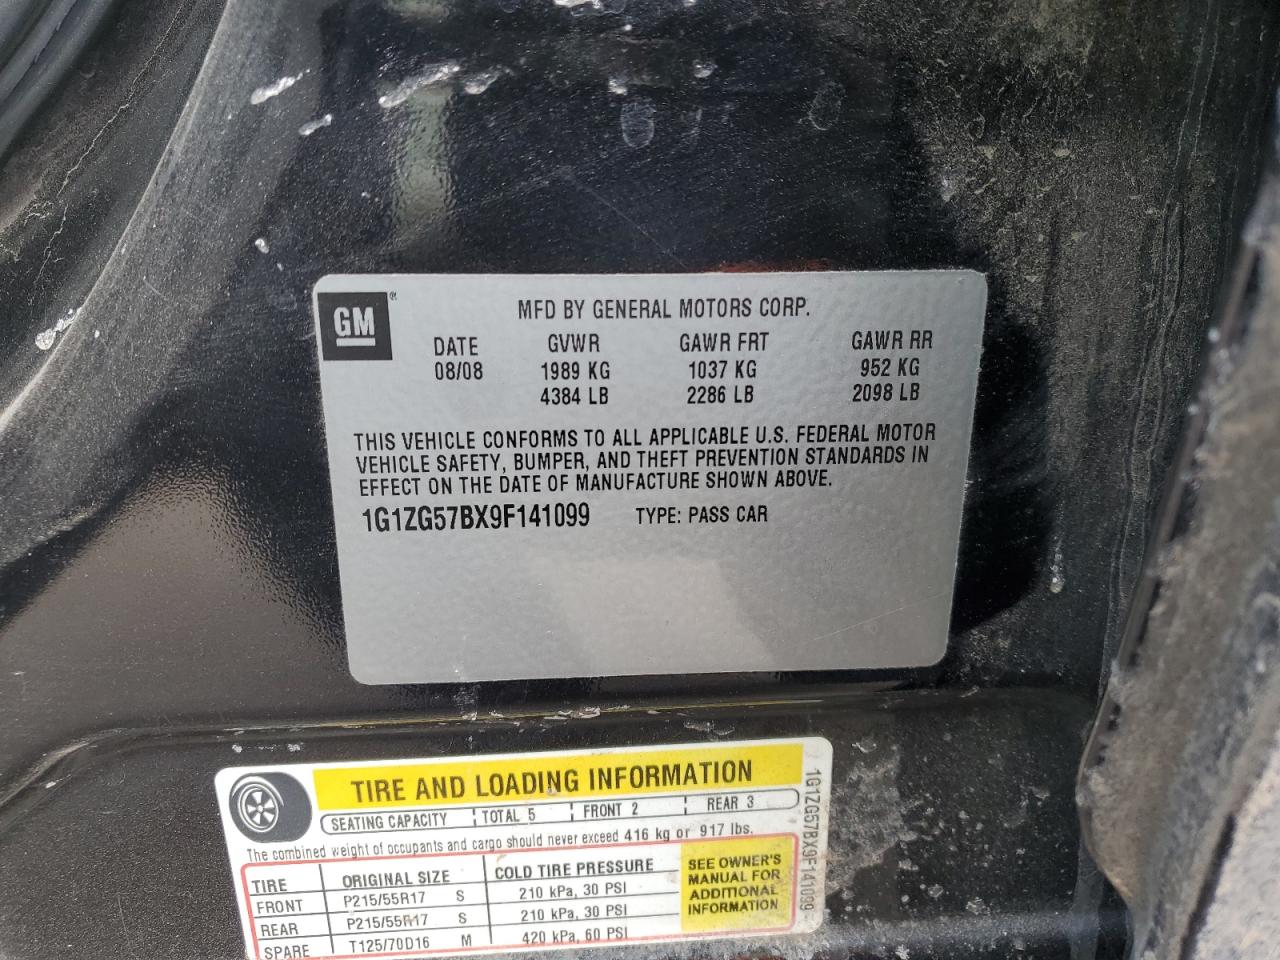 GM ®
MFD BY GENERAL MOTORS CORP.
DATE GVWR GAWR FRT GAWR RR
08/08 1989 KG 1037 KG 952 KG
4384 LB 2286 LB 2098 LB
THIS VEHICLE CONFORMS TO ALL APPLICABLE U.S. FEDERAL MOTOR
VEHICLE SAFETY, BUMPER, AND THEFT PREVENTION STANDARDS IN
EFFECT ON THE DATE OF MANUFACTURE SHOWN ABOVE.
1G1ZG57BX9F141099 TYPE: PASS CAR
TIRE AND LOADING INFORMATION
SEATING CAPACITY TOTAL 5 FRONT 2 REAR 3
The combined weight of occupants and cargo should never exceed 416 kg or 917 lbs.
TIRE ORIGINAL SIZE COLD TIRE PRESSURE
FRONT P215/55R17 S 210 kPa, 30 PSI
REAR P215/55R17 S 210 kPa, 30 PSI
SPARE T125/70D16 M 420 kPa, 60 PSI
SEE OWNER'S
MANUAL FOR
ADDITIONAL
INFORMATION
1G1ZG57BX9F141099